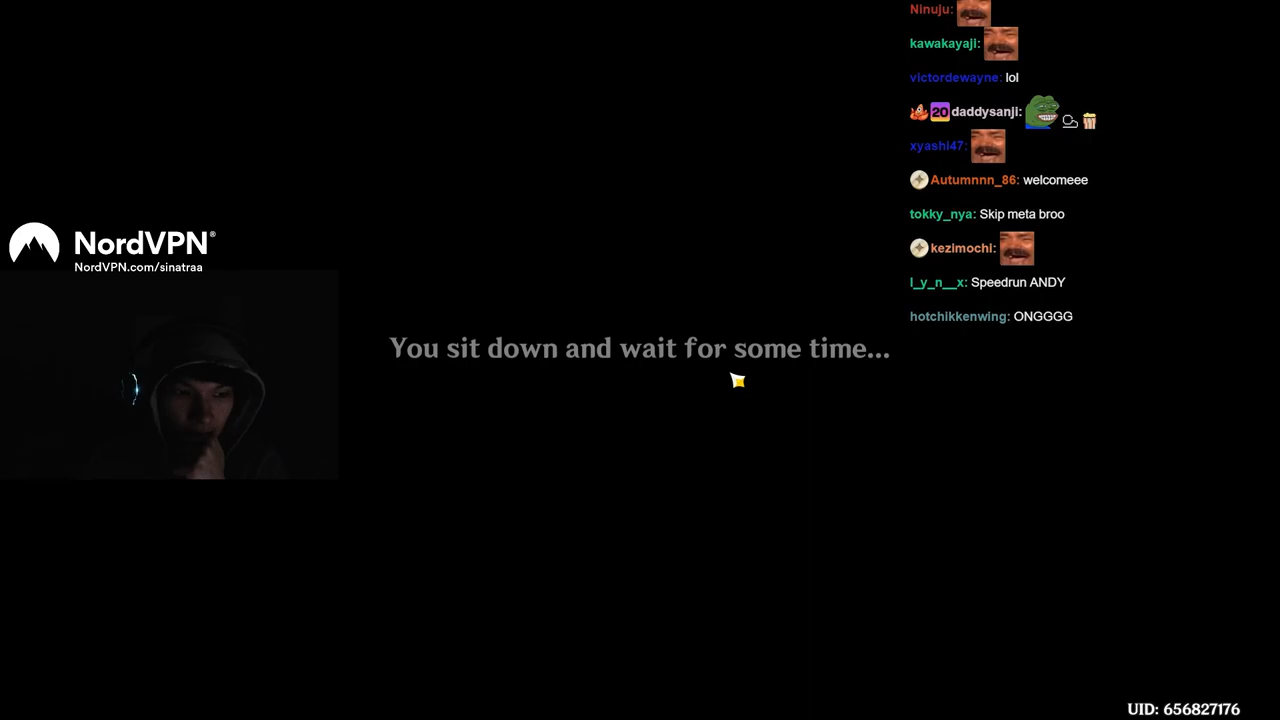 Ninuju:
kawakayaji:
victordewayne: lol
20 daddysanji:
xyashi47:
Autumnnn_86: welcomeee
tokky_nya: Skip meta broo
kezimochi:
l_y_n__x: Speedrun ANDY
hotchikkenwing: ONGGGG
NordVPN®
NordVPN.com/sinatraa
You sit down and wait for some time...
UID: 656827176